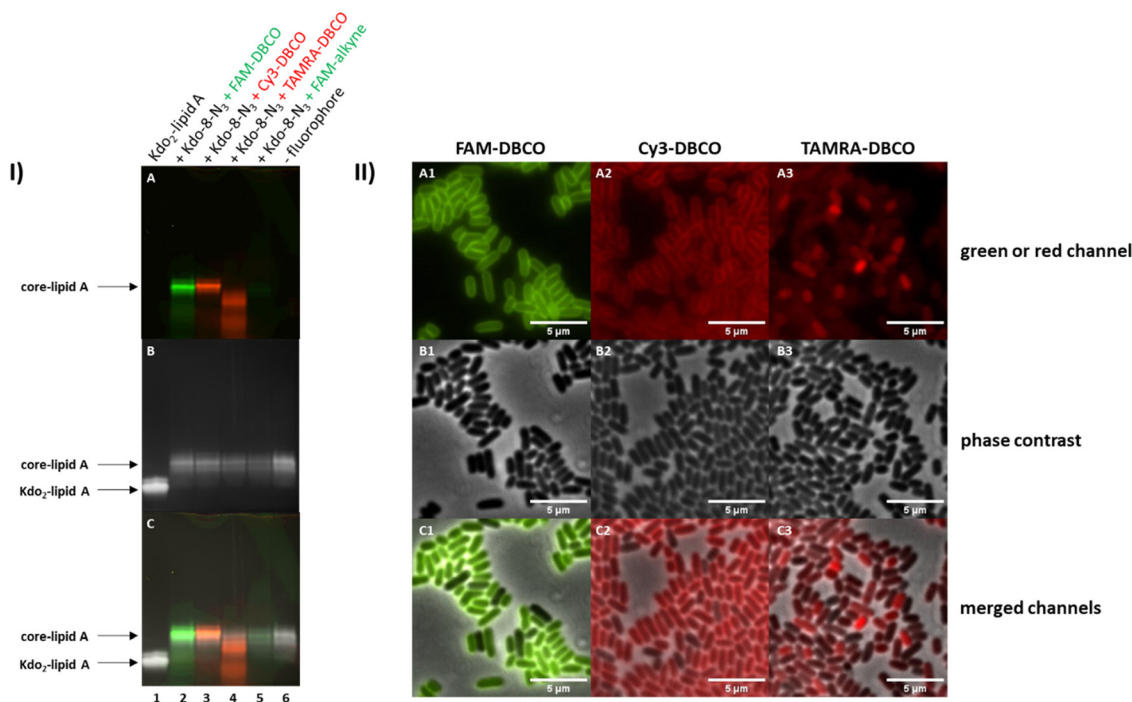 I)
Kdo₂-lipid A
+ Kdo-8-N₃ + FAM-DBCO
+ Kdo-8-N₃ + Cy3-DBCO
+ Kdo-8-N₃ + TAMRA-DBCO
+ Kdo-8-N₃ + FAM-alkyne
- fluorophore
A
core-lipid A
B
core-lipid A
Kdo₂-lipid A
C
core-lipid A
Kdo₂-lipid A
1 2 3 4 5 6
II)
FAM-DBCO Cy3-DBCO TAMRA-DBCO
A1 A2 A3
green or red channel
5 μm 5 μm 5 μm
B1 B2 B3
phase contrast
5 μm 5 μm 5 μm
C1 C2 C3
merged channels
5 μm 5 μm 5 μm